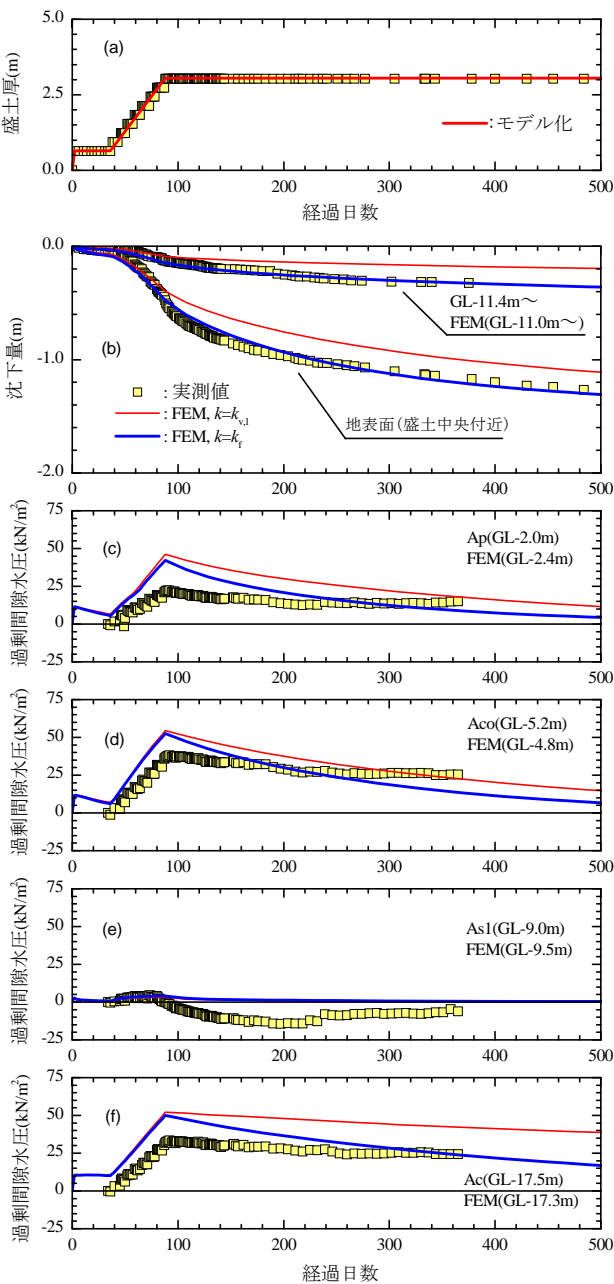 5.0
(a)
盛土厚(m)
2.5
:モデル化
0.0
0 100 200 300 400 500
経過日数
0.0
GL-11.4m～
FEM(GL-11.0m～)
沈下量(m)
-1.0
(b)
:実測値
:FEM, k=kv,l
:FEM, k=kf
地表面(盛土中央付近)
-2.0
0 100 200 300 400 500
75
過剰間隙水圧(kN/m²)
(c)
Ap(GL-2.0m)
FEM(GL-2.4m)
50
25
0
-25
0 100 200 300 400 500
75
過剰間隙水圧(kN/m²)
(d)
Aco(GL-5.2m)
FEM(GL-4.8m)
50
25
0
-25
0 100 200 300 400 500
75
過剰間隙水圧(kN/m²)
(e)
As1(GL-9.0m)
FEM(GL-9.5m)
50
25
0
-25
0 100 200 300 400 500
75
過剰間隙水圧(kN/m²)
(f)
50
25
Ac(GL-17.5m)
FEM(GL-17.3m)
0
-25
0 100 200 300 400 500
経過日数